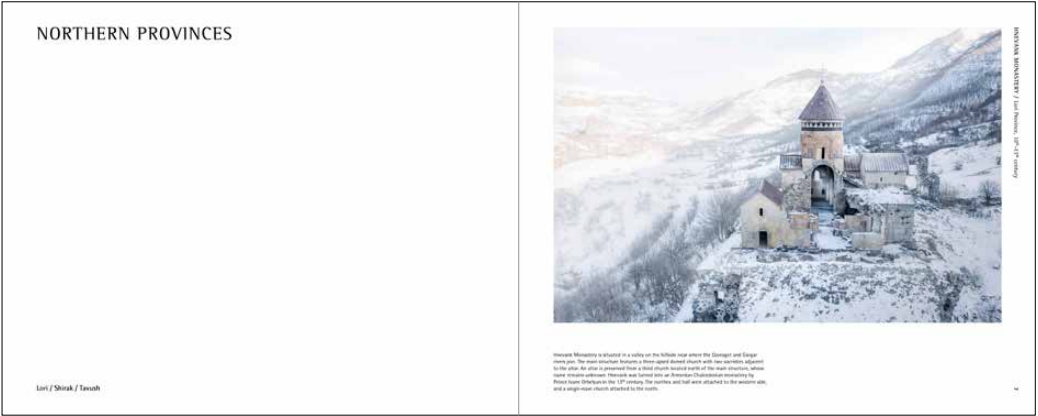 NORTHERN PROVINCES
Lori / Shirak / Tavush
HNEVANK MONASTERY / Lori Province, 10th–13th century
Hnevank Monastery is situated in a valley on the hillside near where the Dzoraget and Gargar
rivers join. The main structure features a three-apsed domed church with two sacristies adjacent
to the altar. An altar is preserved from a third church located north of the main structure, whose
name remains unknown. Hnevank was turned into an Armenian Chalcedonian monastery by
Prince Ivane Orbelyan in the 12th century. The narthex and hall were attached to the western side,
and a single-nave church attached to the north.